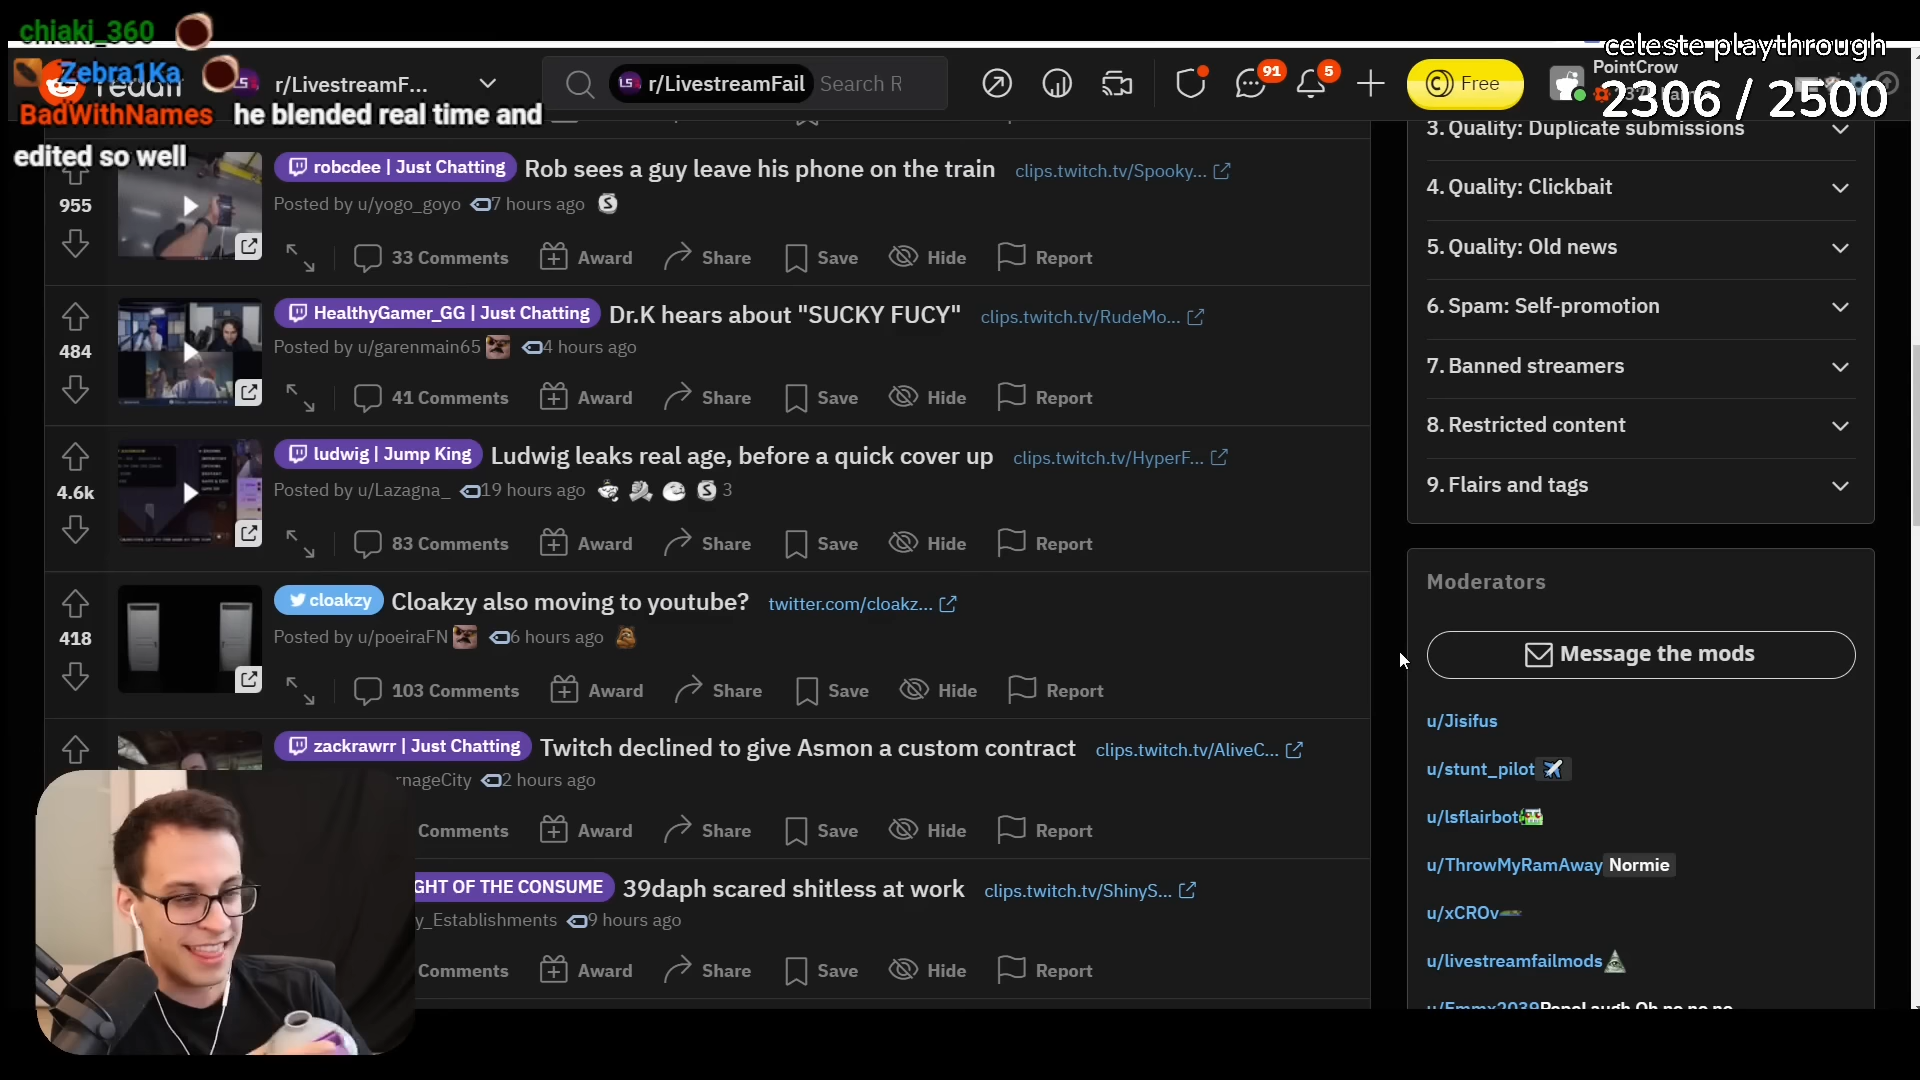 chiaki_360
Zebra1Ka
reddit
BadWithNames he blended real time and
edited so well
r/LivestreamF...
r/LivestreamFail Search R
91
5
Free
PointCrow
celeste playthrough
2306 / 2500
955
robcdee | Just Chatting Rob sees a guy leave his phone on the train clips.twitch.tv/Spooky...
Posted by u/yogo_goyo 7 hours ago
33 Comments Award Share Save Hide Report
484
HealthyGamer_GG | Just Chatting Dr.K hears about "SUCKY FUCY" clips.twitch.tv/RudeMo...
Posted by u/garenmain65 4 hours ago
41 Comments Award Share Save Hide Report
4.6k
ludwig | Jump King Ludwig leaks real age, before a quick cover up clips.twitch.tv/HyperF...
Posted by u/Lazagna_ 19 hours ago 3
83 Comments Award Share Save Hide Report
418
cloakzy Cloakzy also moving to youtube? twitter.com/cloakz...
Posted by u/poeiraFN 6 hours ago
103 Comments Award Share Save Hide Report
zackrawrr | Just Chatting Twitch declined to give Asmon a custom contract clips.twitch.tv/AliveC...
rnageCity 2 hours ago
Comments Award Share Save Hide Report
GHT OF THE CONSUME 39daph scared shitless at work clips.twitch.tv/ShinyS...
y_Establishments 9 hours ago
Comments Award Share Save Hide Report
3. Quality: Duplicate submissions
4. Quality: Clickbait
5. Quality: Old news
6. Spam: Self-promotion
7. Banned streamers
8. Restricted content
9. Flairs and tags
Moderators
Message the mods
u/Jisifus
u/stunt_pilot
u/lsflairbot
u/ThrowMyRamAway Normie
u/xCROv
u/livestreamfailmods
u/Emmx2039 PepeLaugh Oh no no no